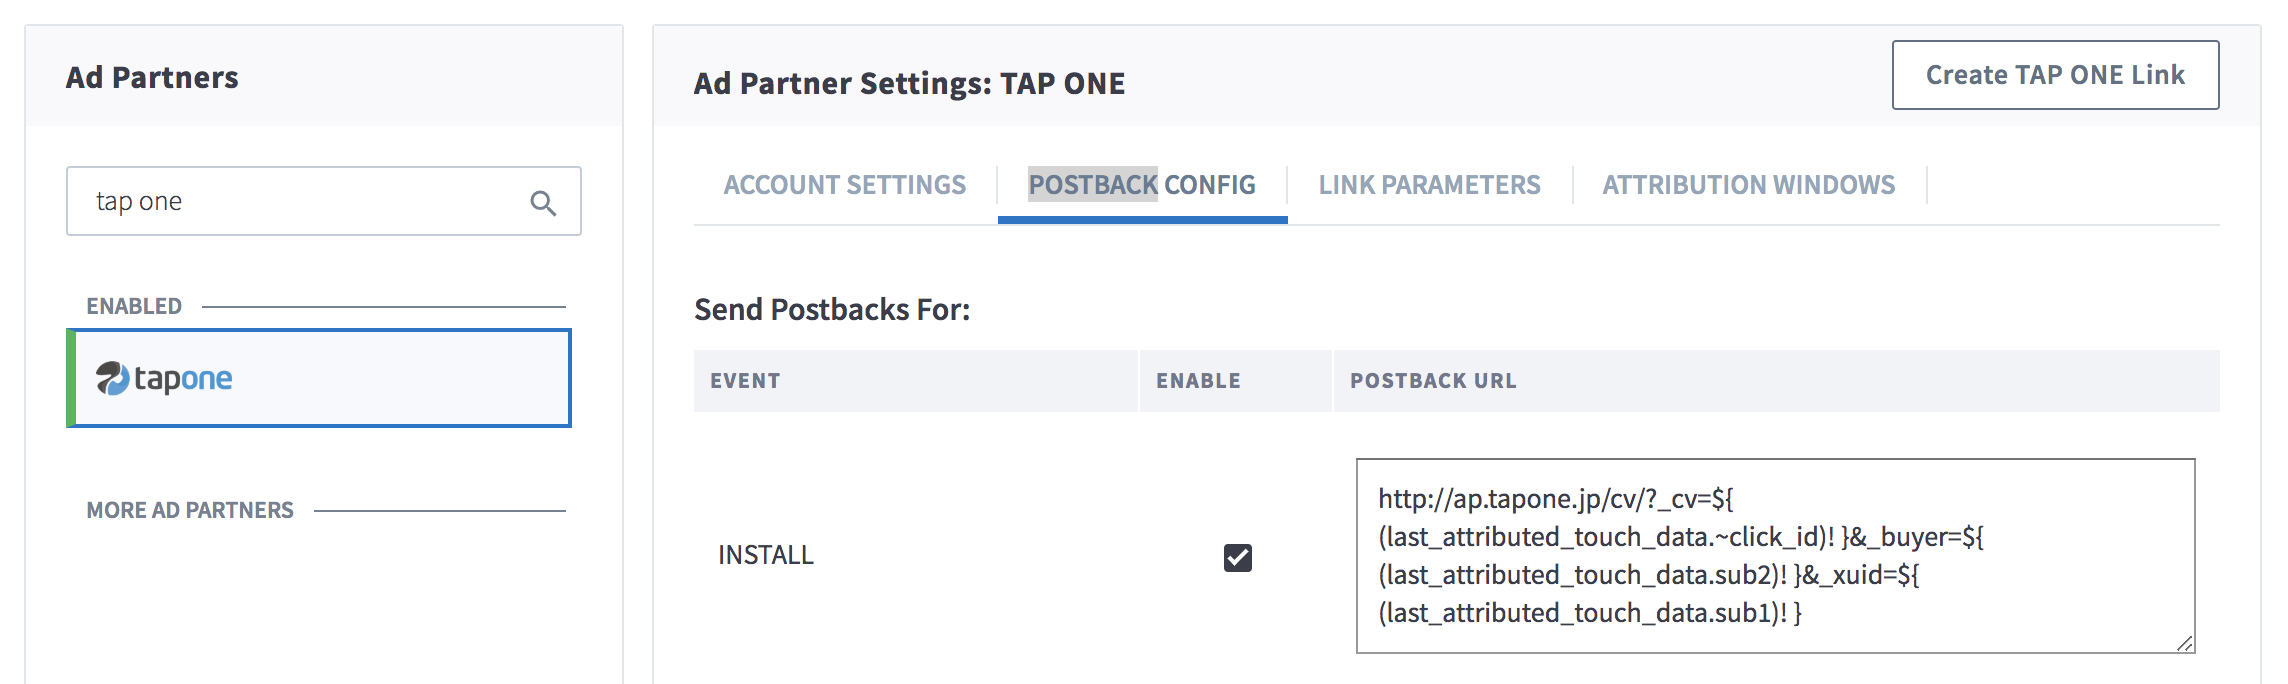 Ad Partners
tap one
ENABLED
tapone
MORE AD PARTNERS
Ad Partner Settings: TAP ONE
Create TAP ONE Link
ACCOUNT SETTINGS
POSTBACK CONFIG
LINK PARAMETERS
ATTRIBUTION WINDOWS
Send Postbacks For:
EVENT
ENABLE
POSTBACK URL
INSTALL
http://ap.tapone.jp/cv/?_cv=${
(last_attributed_touch_data.~click_id)! }&_buyer=${
(last_attributed_touch_data.sub2)! }&_xuid=${
(last_attributed_touch_data.sub1)! }